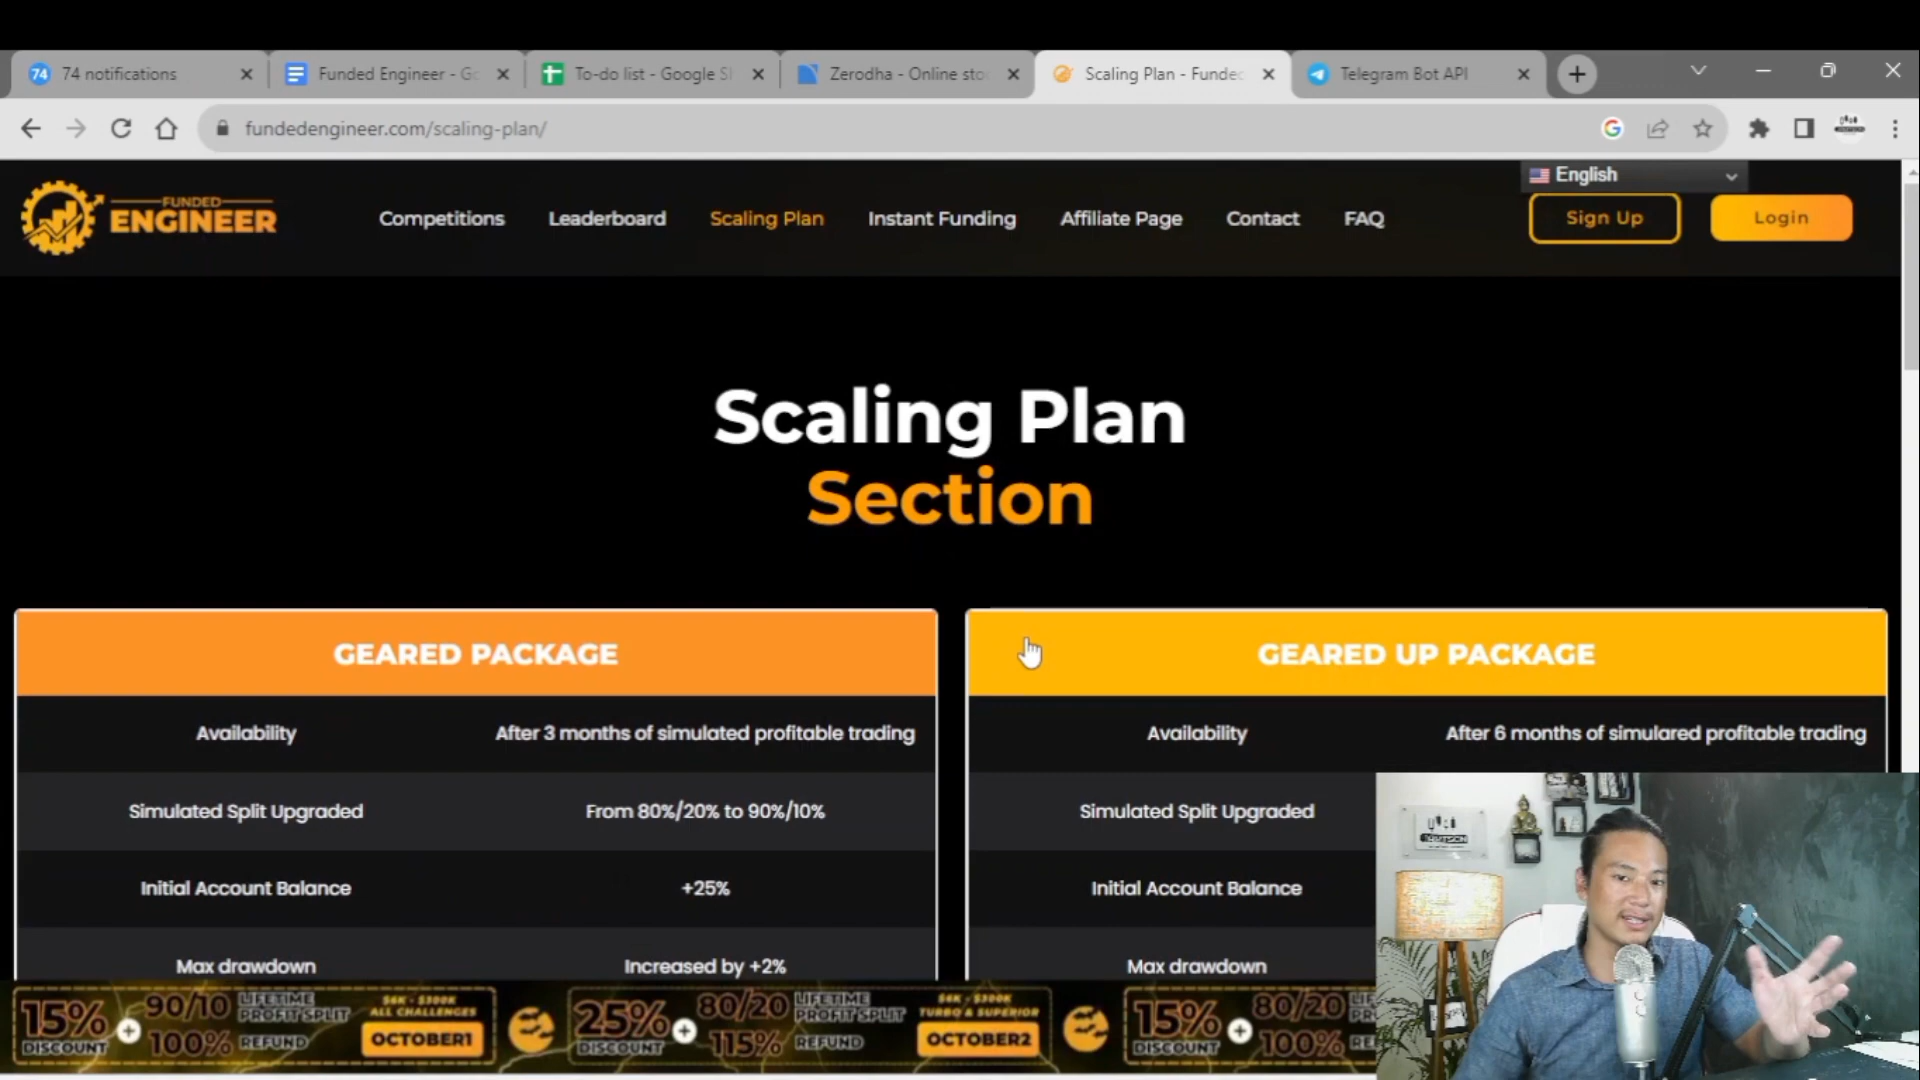 74 notifications
Funded Engineer - Go
To-do list - Google S
Zerodha - Online sto
Scaling Plan - Funde
Telegram Bot API
fundedengineer.com/scaling-plan/
English
FUNDED
ENGINEER
Competitions
Leaderboard
Scaling Plan
Instant Funding
Affiliate Page
Contact
FAQ
Sign Up
Login
Scaling Plan
Section
GEARED PACKAGE
Availability After 3 months of simulated profitable trading
Simulated Split Upgraded From 80%/20% to 90%/10%
Initial Account Balance +25%
Max drawdown Increased by +2%
GEARED UP PACKAGE
Availability After 6 months of simulared profitable trading
Simulated Split Upgraded
Initial Account Balance
Max drawdown
15% DISCOUNT + 90/10 LIFETIME PROFIT SPLIT 100% REFUND $6K - $300K ALL CHALLENGES OCTOBER1
25% DISCOUNT + 80/20 LIFETIME PROFIT SPLIT 115% REFUND $6K - $300K TURBO & SUPERIOR OCTOBER2
15% DISCOUNT + 80/20 100%